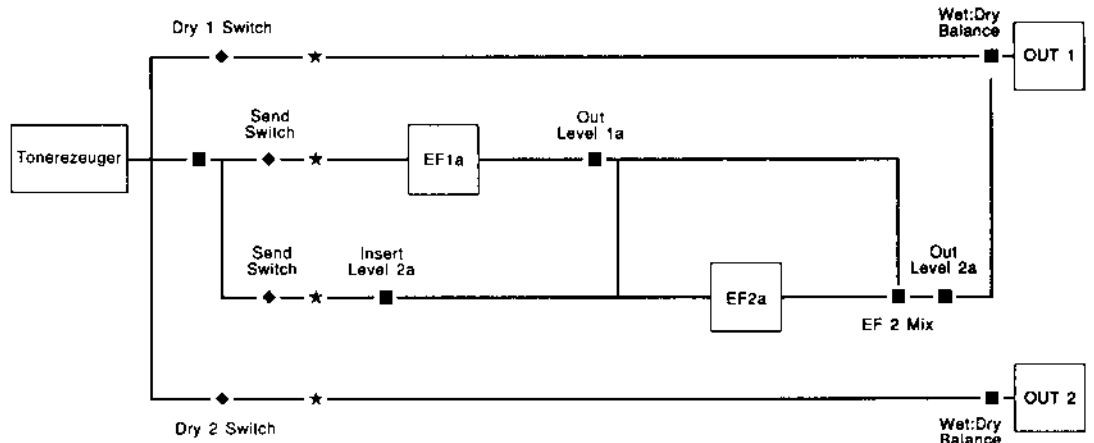 Dry 1 Switch
Wet:Dry
Balance
OUT 1
Send
Switch
Out
Level 1a
Tonerezeuger
EF1a
Send
Switch
Insert
Level 2a
Out
Level 2a
EF2a
EF 2 Mix
OUT 2
Dry 2 Switch
Wet:Dry
Balance